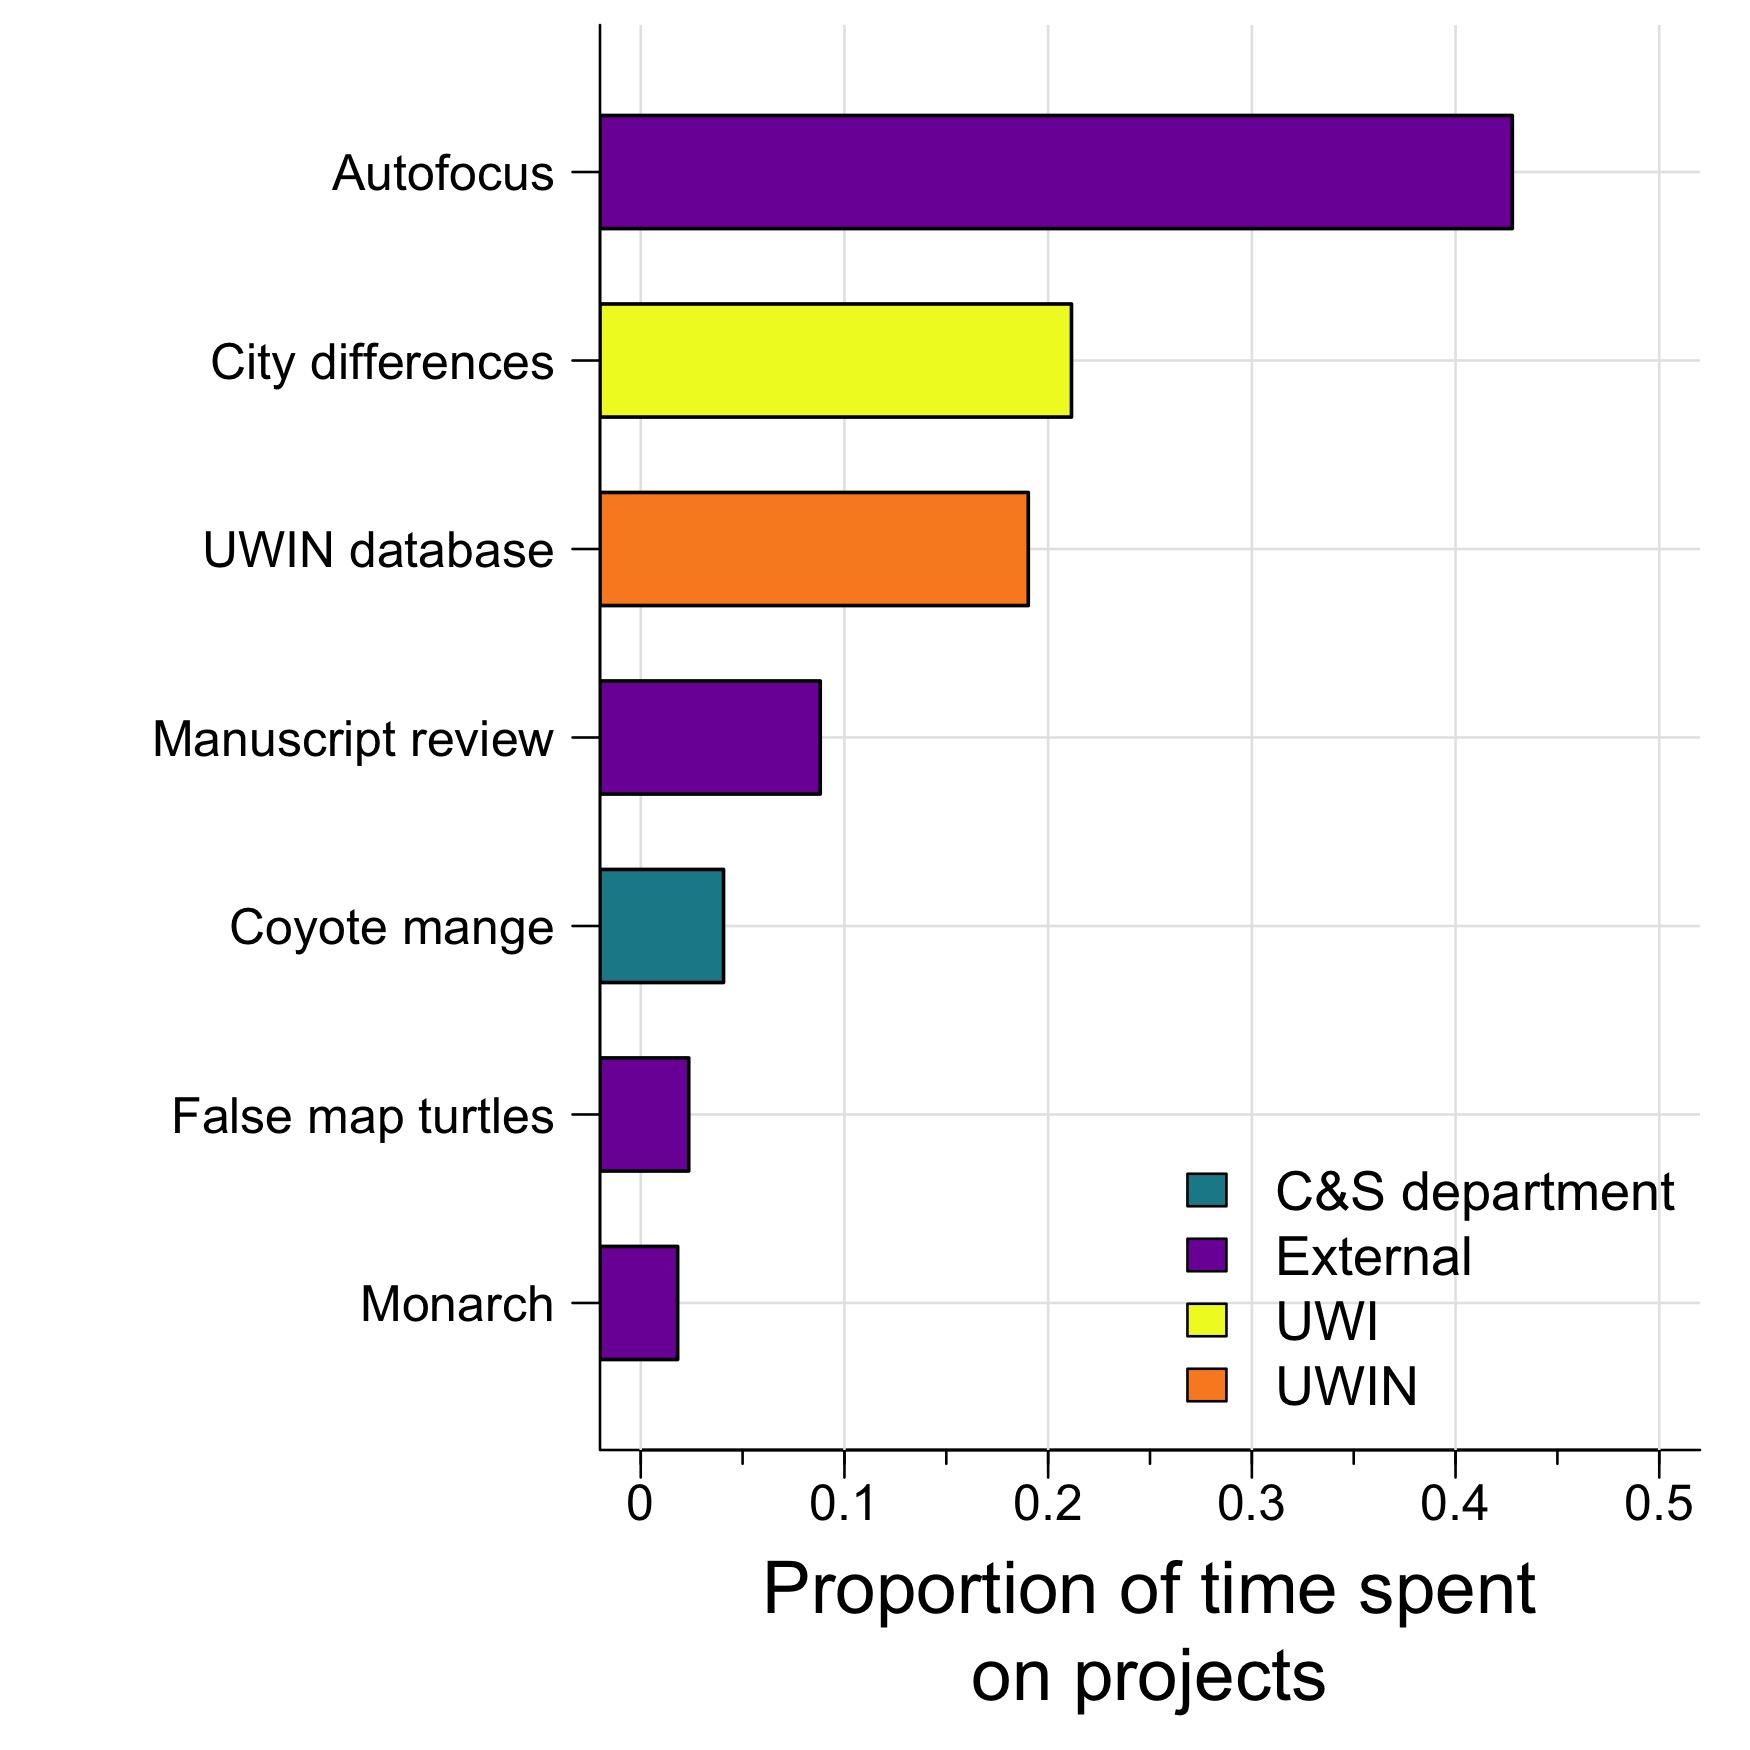 Autofocus
City differences
UWIN database
Manuscript review
Coyote mange
False map turtles
Monarch
C&S department
External
UWI
UWIN
0 0.1 0.2 0.3 0.4 0.5
Proportion of time spent
on projects